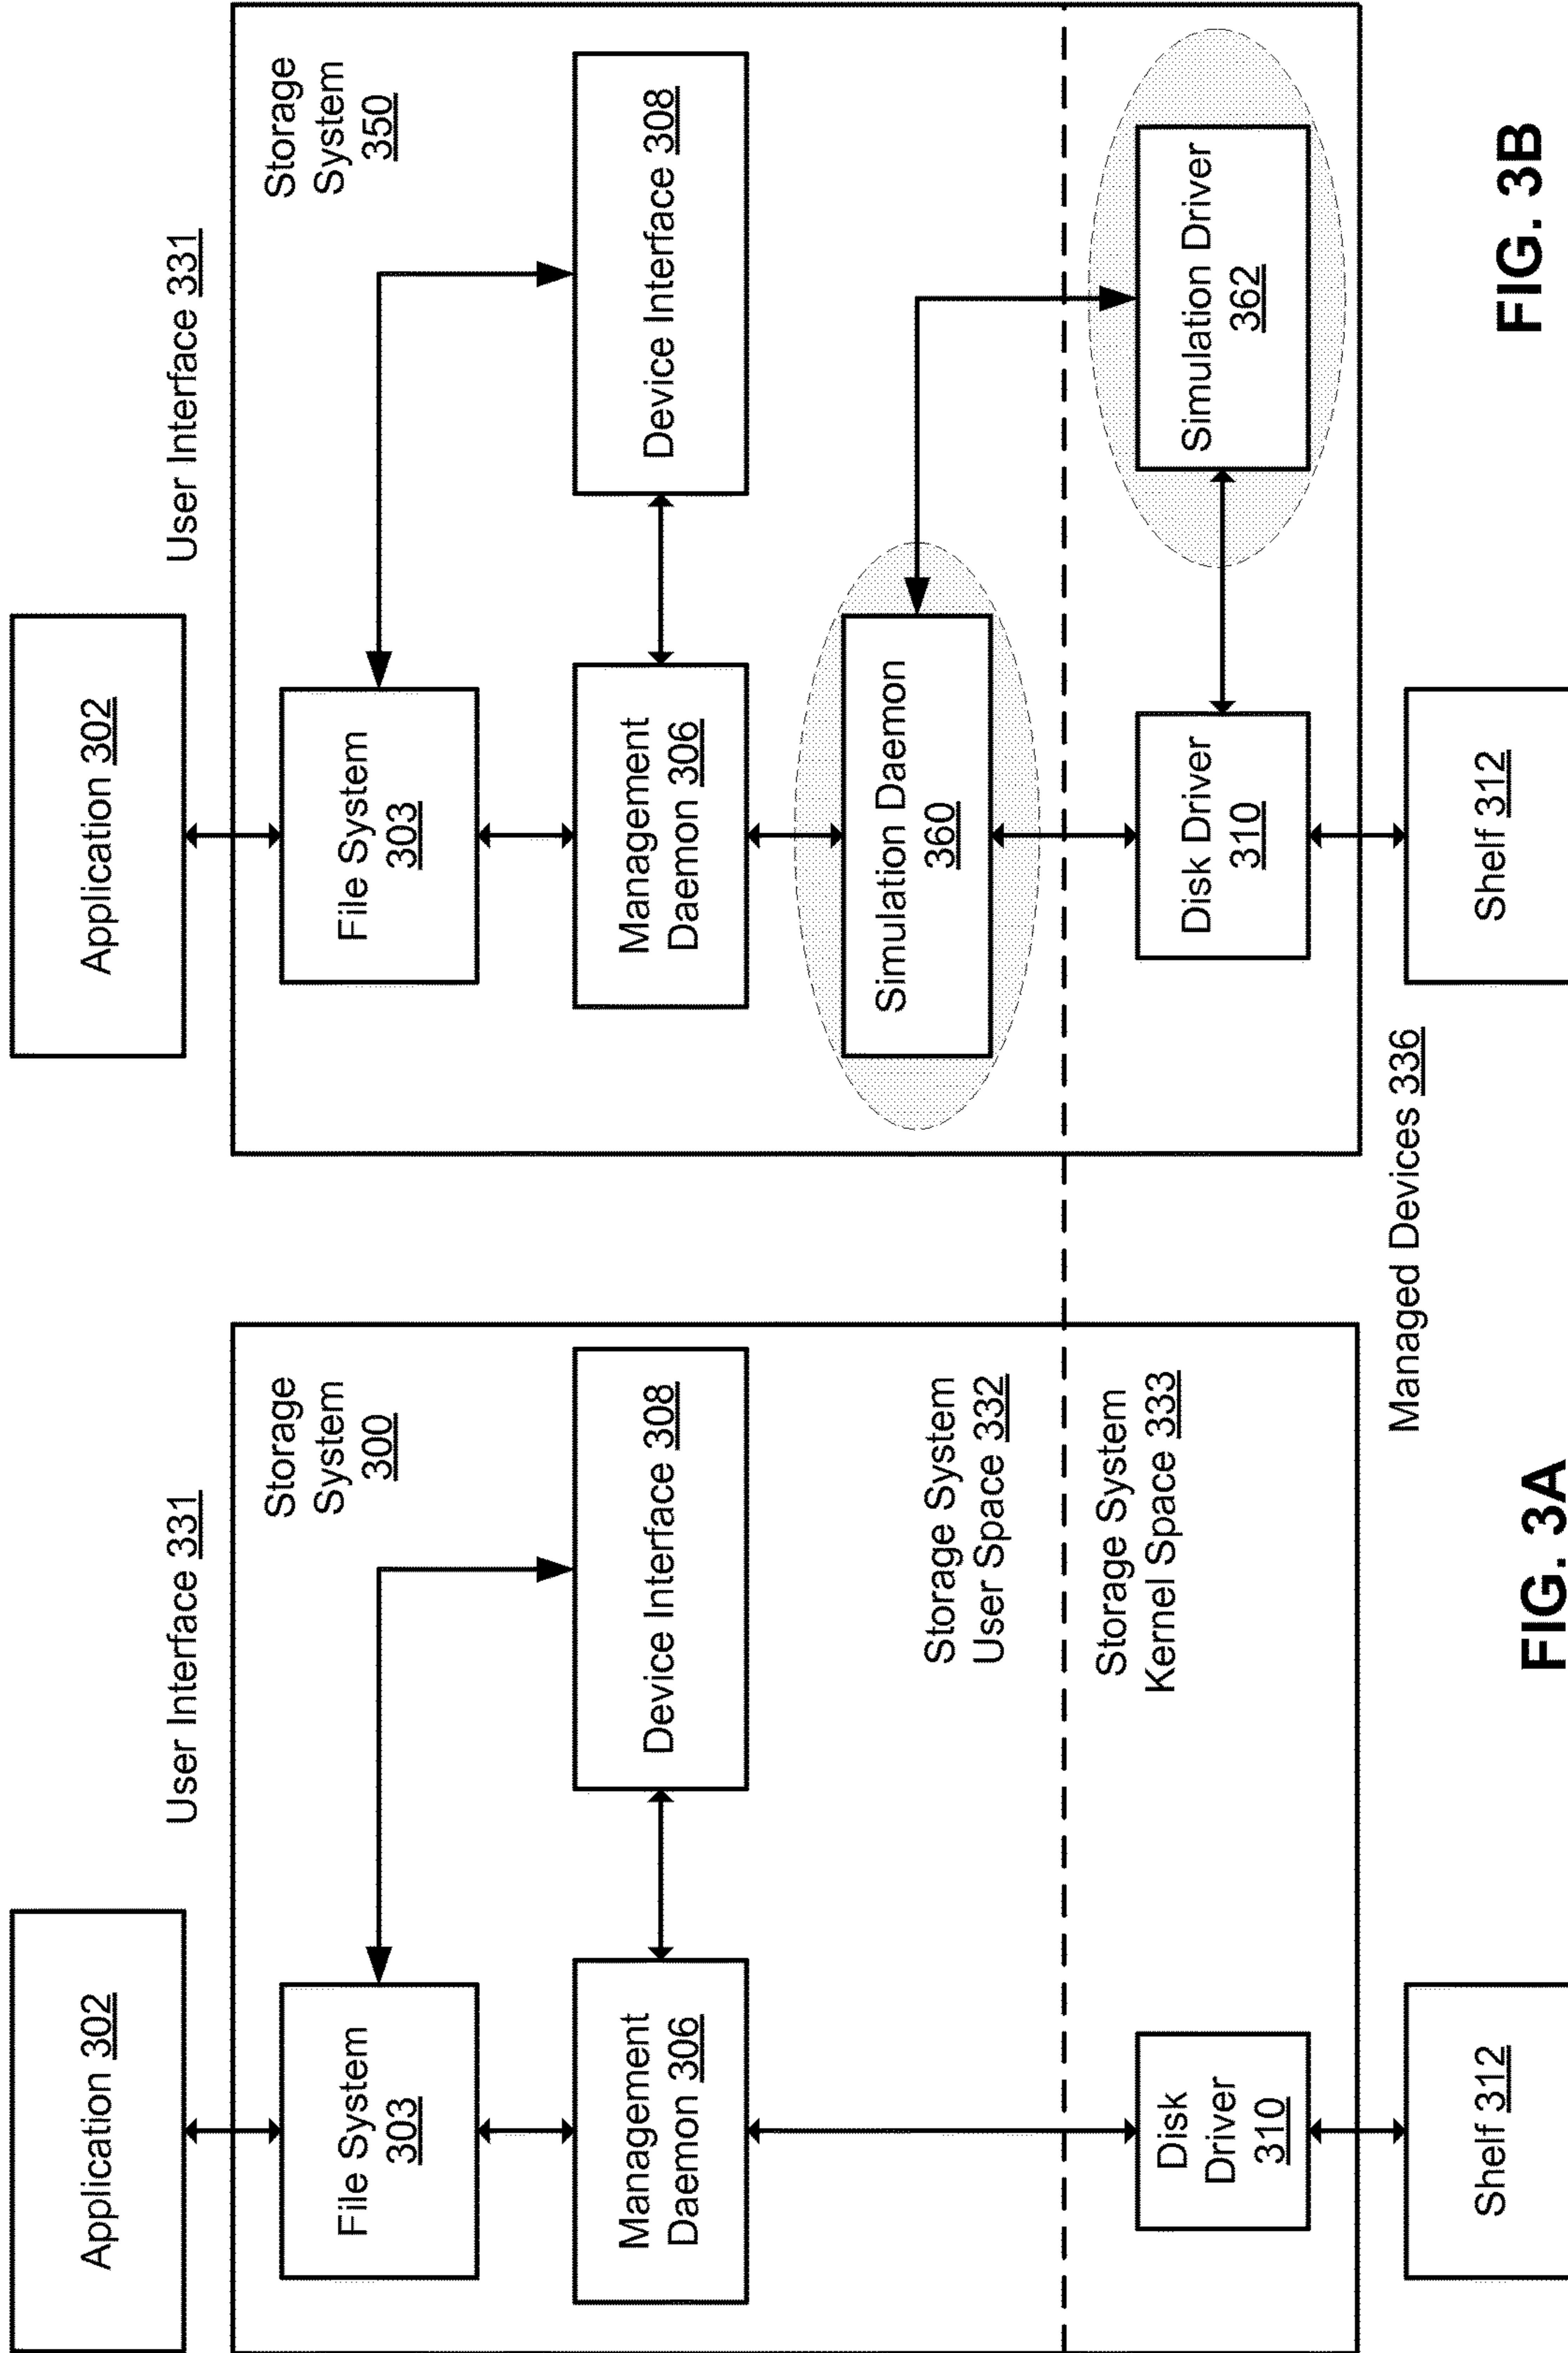 Application 302
User Interface 331
Storage
System
300
File System
303
Management
Daemon 306
Device Interface 308
Storage System
User Space 332
Storage System
Kernel Space 333
Disk
Driver
310
Shelf 312
FIG. 3A
Managed Devices 336
Application 302
User Interface 331
Storage
System
350
File System
303
Management
Daemon 306
Device Interface 308
Simulation Daemon
360
Disk Driver
310
Simulation Driver
362
Shelf 312
FIG. 3B